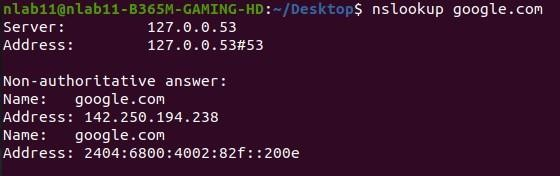 nlab11@nlab11-B365M-GAMING-HD:~/Desktop$ nslookup google.com
Server:         127.0.0.53
Address:        127.0.0.53#53

Non-authoritative answer:
Name:   google.com
Address: 142.250.194.238
Name:   google.com
Address: 2404:6800:4002:82f::200e